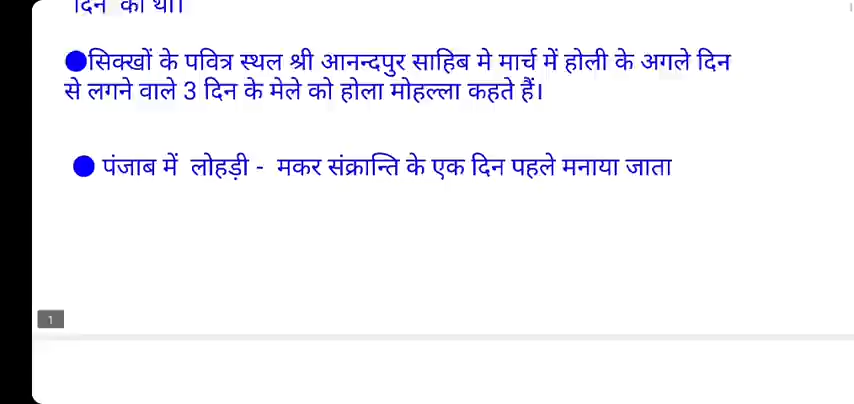 दिन की थी।
●सिक्खों के पवित्र स्थल श्री आनन्दपुर साहिब मे मार्च में होली के अगले दिन
से लगने वाले 3 दिन के मेले को होला मोहल्ला कहते हैं।
● पंजाब में लोहड़ी - मकर संक्रान्ति के एक दिन पहले मनाया जाता
1